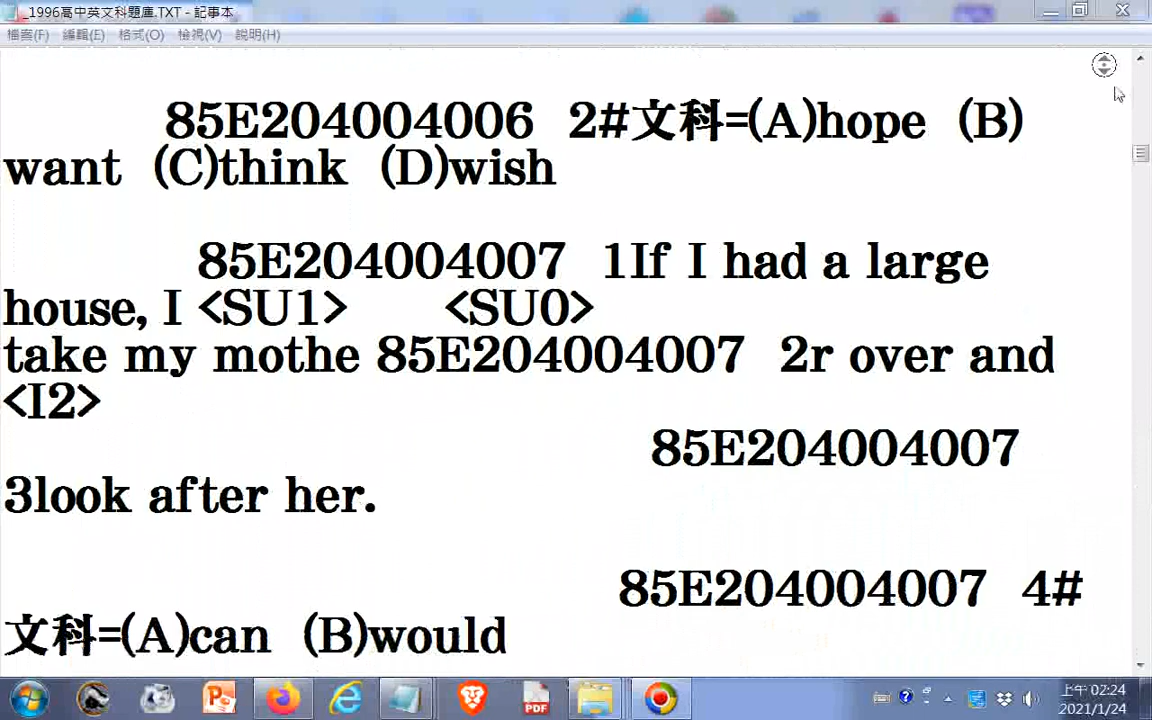 _1996高中英文科題庫.TXT - 記事本
檔案(F) 編輯(E) 格式(O) 檢視(V) 說明(H)
85E204004006 2#文科=(A)hope (B)
want (C)think (D)wish
85E204004007 1If I had a large
house, I <SU1> <SU0>
take my mothe 85E204004007 2r over and
<I2>
85E204004007
3look after her.
85E204004007 4#
文科=(A)can (B)would
PDF
上午 02:24
2021/1/24